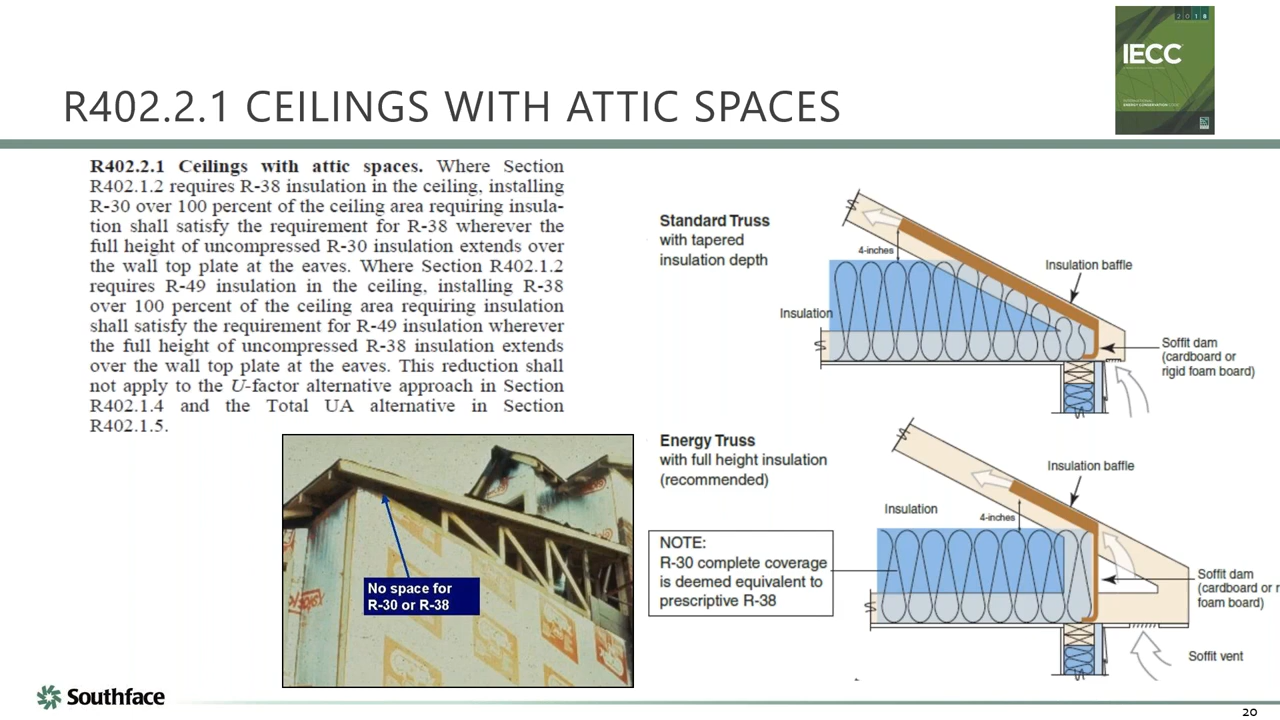 2018
IECC
INTERNATIONAL
ENERGY CONSERVATION CODE
R402.2.1 CEILINGS WITH ATTIC SPACES
R402.2.1 Ceilings with attic spaces. Where Section
R402.1.2 requires R-38 insulation in the ceiling, installing
R-30 over 100 percent of the ceiling area requiring insula-
tion shall satisfy the requirement for R-38 wherever the
full height of uncompressed R-30 insulation extends over
the wall top plate at the eaves. Where Section R402.1.2
requires R-49 insulation in the ceiling, installing R-38
over 100 percent of the ceiling area requiring insulation
shall satisfy the requirement for R-49 insulation wherever
the full height of uncompressed R-38 insulation extends
over the wall top plate at the eaves. This reduction shall
not apply to the U-factor alternative approach in Section
R402.1.4 and the Total UA alternative in Section
R402.1.5.
No space for
R-30 or R-38
Standard Truss
with tapered
insulation depth
4-inches
Insulation baffle
Insulation
Soffit dam
(cardboard or
rigid foam board)
Energy Truss
with full height insulation
(recommended)
Insulation baffle
Insulation
4-inches
NOTE:
R-30 complete coverage
is deemed equivalent to
prescriptive R-38
Soffit dam
(cardboard or r
foam board)
Soffit vent
Southface
20